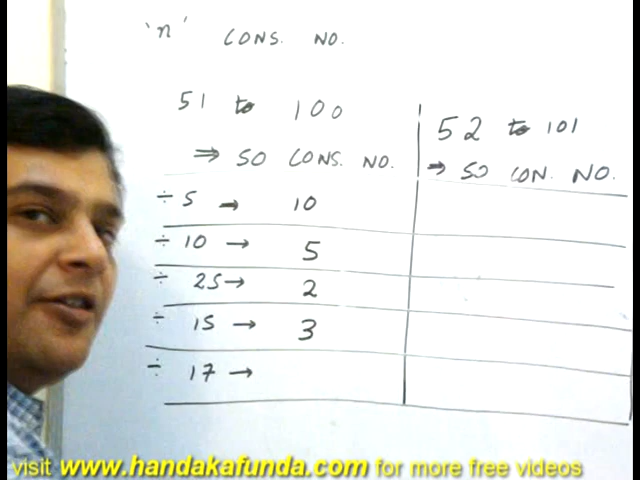 'n' CONS. NO.
51 to 100
⇒ 50 CONS. NO.
÷ 5 → 10
÷ 10 → 5
÷ 25 → 2
÷ 15 → 3
÷ 17 →
52 to 101
→ 50 CON. NO.
visit www.handakafunda.com for more free videos